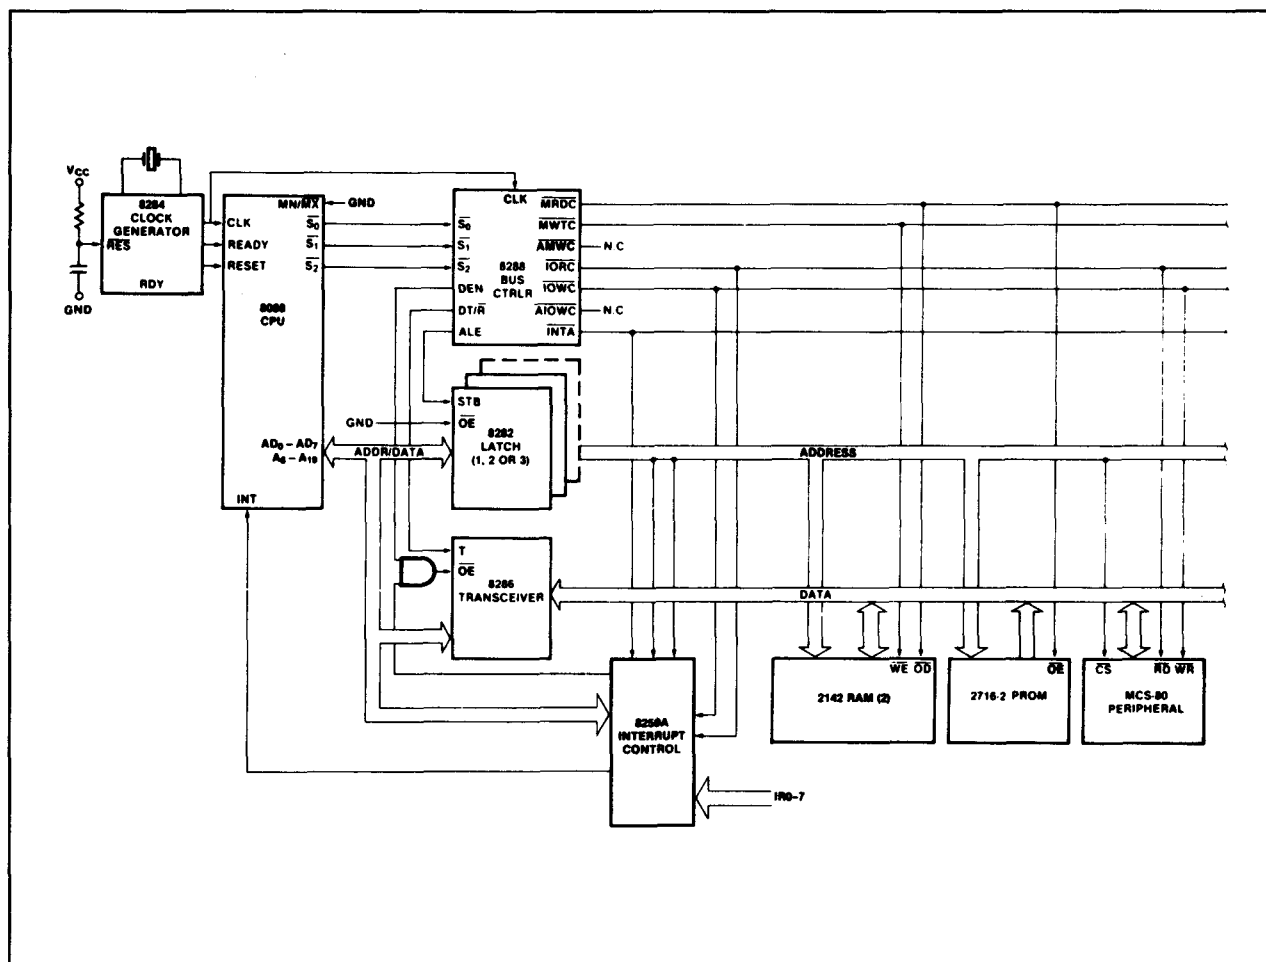 VCC
8284
CLOCK
GENERATOR
RES
RDY
GND
MN/MX
GND
CLK
READY
RESET
S0
S1
S2
8088
CPU
AD0 – AD7
A8 – A19
INT
CLK
S0
S1
S2
DEN
DT/R
ALE
8288
BUS
CTRLR
MRDC
MWTC
AMWC
N.C
IORC
IOWC
AIOWC
N.C
INTA
STB
GND
OE
8282
LATCH
(1, 2 OR 3)
ADDR/DATA
ADDRESS
T
OE
8286
TRANSCEIVER
DATA
8259A
INTERRUPT
CONTROL
IR0–7
WE OD
2142 RAM (2)
OE
2716-2 PROM
CS
RD WR
MCS-80
PERIPHERAL